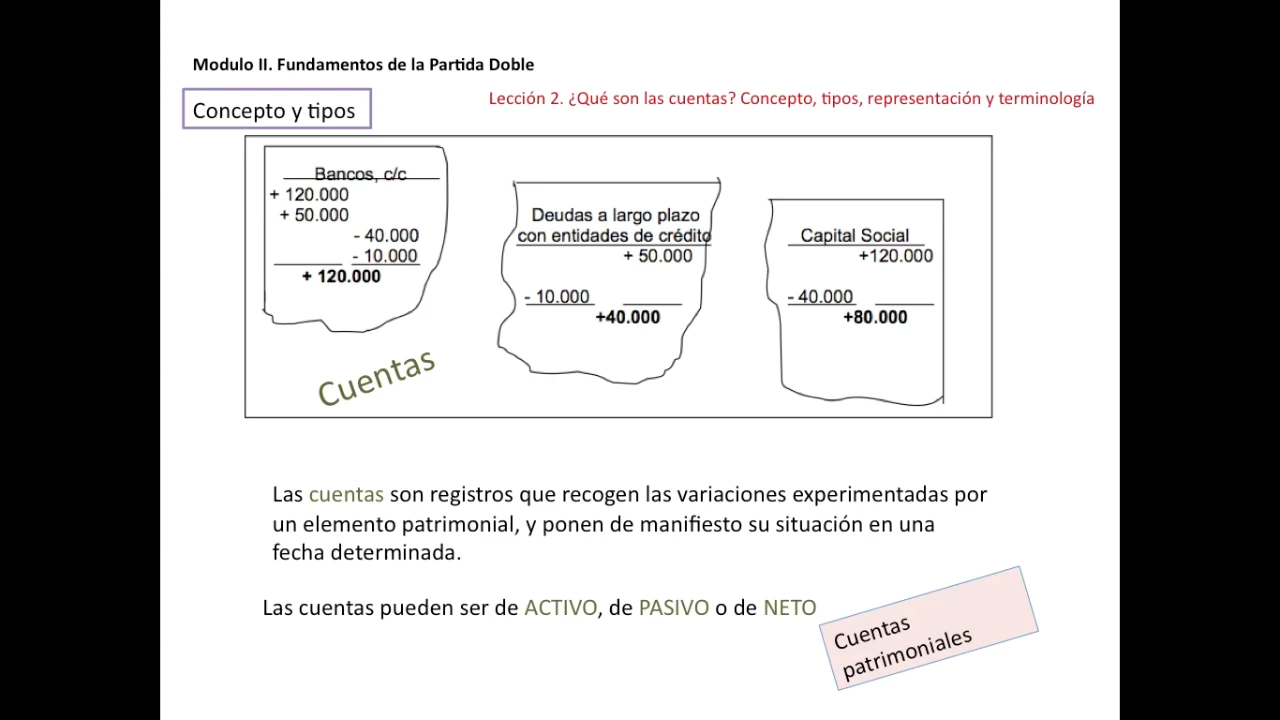 Modulo II. Fundamentos de la Partida Doble
Concepto y tipos
Lección 2. ¿Qué son las cuentas? Concepto, tipos, representación y terminología
Bancos, c/c
+ 120.000
+ 50.000
- 40.000
- 10.000
+ 120.000
Deudas a largo plazo
con entidades de crédito
+ 50.000
- 10.000
+40.000
Capital Social
+120.000
- 40.000
+80.000
Cuentas
Las cuentas son registros que recogen las variaciones experimentadas por
un elemento patrimonial, y ponen de manifiesto su situación en una
fecha determinada.
Las cuentas pueden ser de ACTIVO, de PASIVO o de NETO
Cuentas
patrimoniales